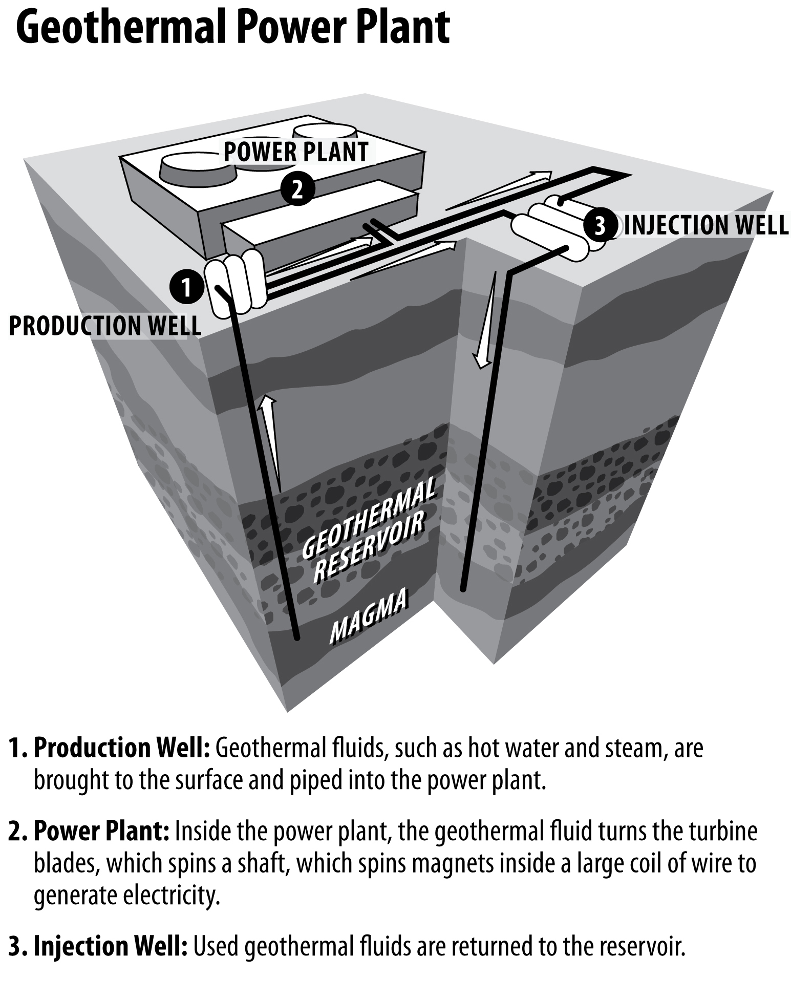 Geothermal Power Plant
POWER PLANT
2
3 INJECTION WELL
1
PRODUCTION WELL
GEOTHERMAL
RESERVOIR
MAGMA
1. Production Well: Geothermal fluids, such as hot water and steam, are
brought to the surface and piped into the power plant.
2. Power Plant: Inside the power plant, the geothermal fluid turns the turbine
blades, which spins a shaft, which spins magnets inside a large coil of wire to
generate electricity.
3. Injection Well: Used geothermal fluids are returned to the reservoir.